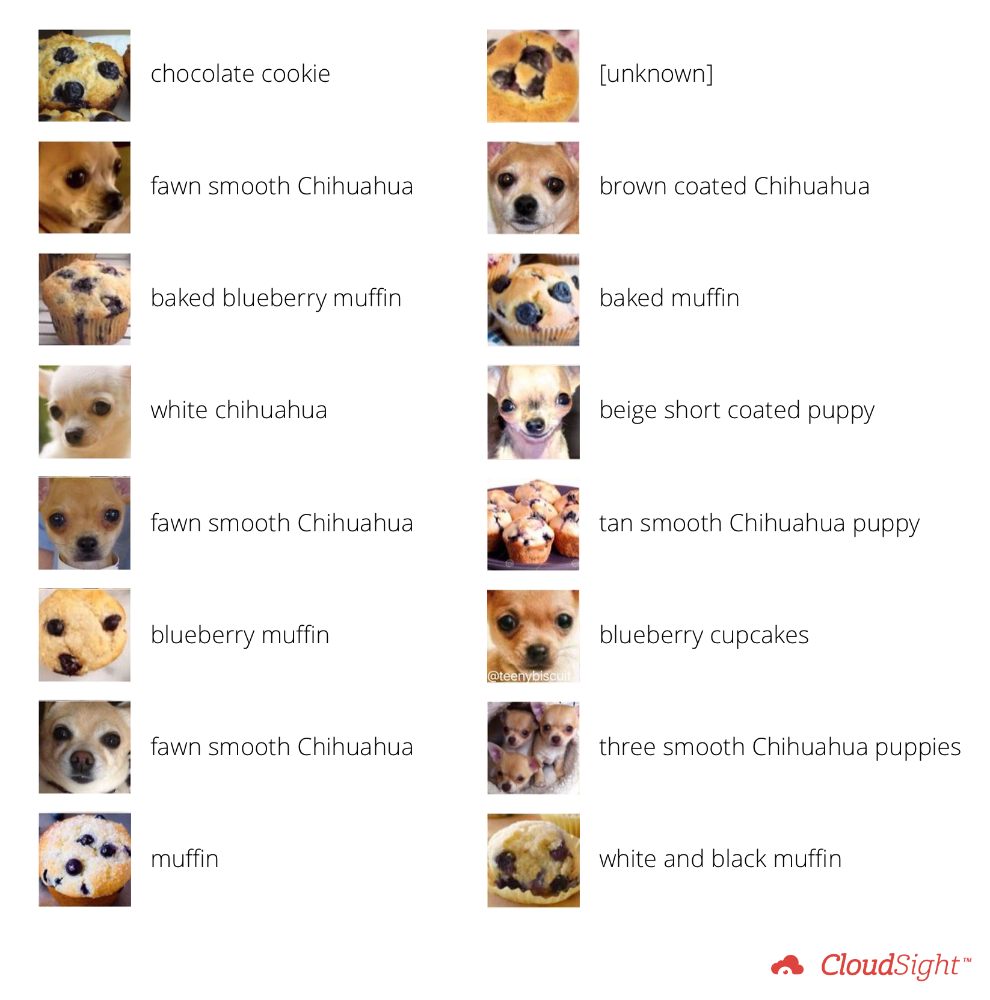 chocolate cookie
[unknown]
fawn smooth Chihuahua
brown coated Chihuahua
baked blueberry muffin
baked muffin
white chihuahua
beige short coated puppy
fawn smooth Chihuahua
tan smooth Chihuahua puppy
blueberry muffin
blueberry cupcakes
@teenybiscuit
fawn smooth Chihuahua
three smooth Chihuahua puppies
muffin
white and black muffin
CloudSight™